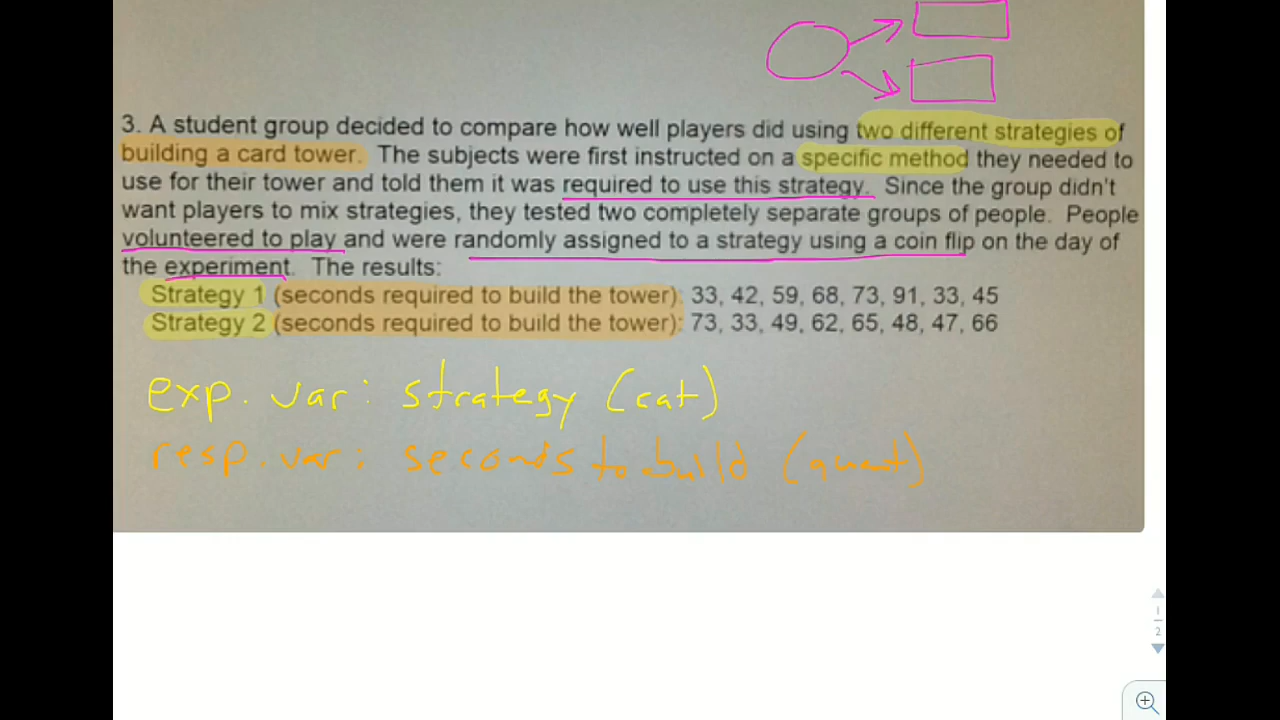 3. A student group decided to compare how well players did using two different strategies of
building a card tower. The subjects were first instructed on a specific method they needed to
use for their tower and told them it was required to use this strategy. Since the group didn't
want players to mix strategies, they tested two completely separate groups of people. People
volunteered to play and were randomly assigned to a strategy using a coin flip on the day of
the experiment. The results:
Strategy 1 (seconds required to build the tower): 33, 42, 59, 68, 73, 91, 33, 45
Strategy 2 (seconds required to build the tower): 73, 33, 49, 62, 65, 48, 47, 66
exp. var: strategy (cat)
resp. var: seconds to build (quant)
1
2